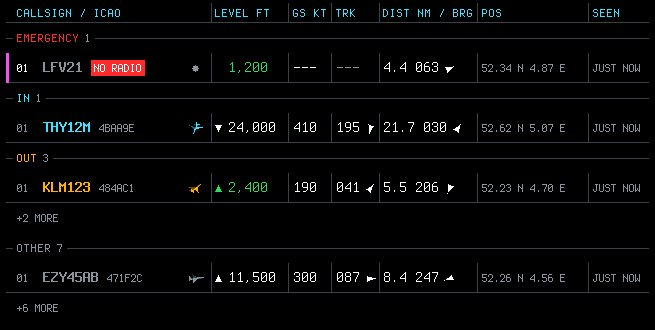 CALLSIGN / ICAO LEVEL FT GS KT TRK DIST NM / BRG POS SEEN
EMERGENCY 1
01 LFV21 NO RADIO 1,200 --- --- 4.4 063 52.34 N 4.87 E JUST NOW
IN 1
01 THY12M 4BAA9E ▼ 24,000 410 195 21.7 030 52.62 N 5.07 E JUST NOW
OUT 3
01 KLM123 484AC1 ▲ 2,400 190 041 5.5 206 52.23 N 4.70 E JUST NOW
+2 MORE
OTHER 7
01 EZY45AB 471F2C ▲ 11,500 300 087 8.4 247 52.26 N 4.56 E JUST NOW
+6 MORE